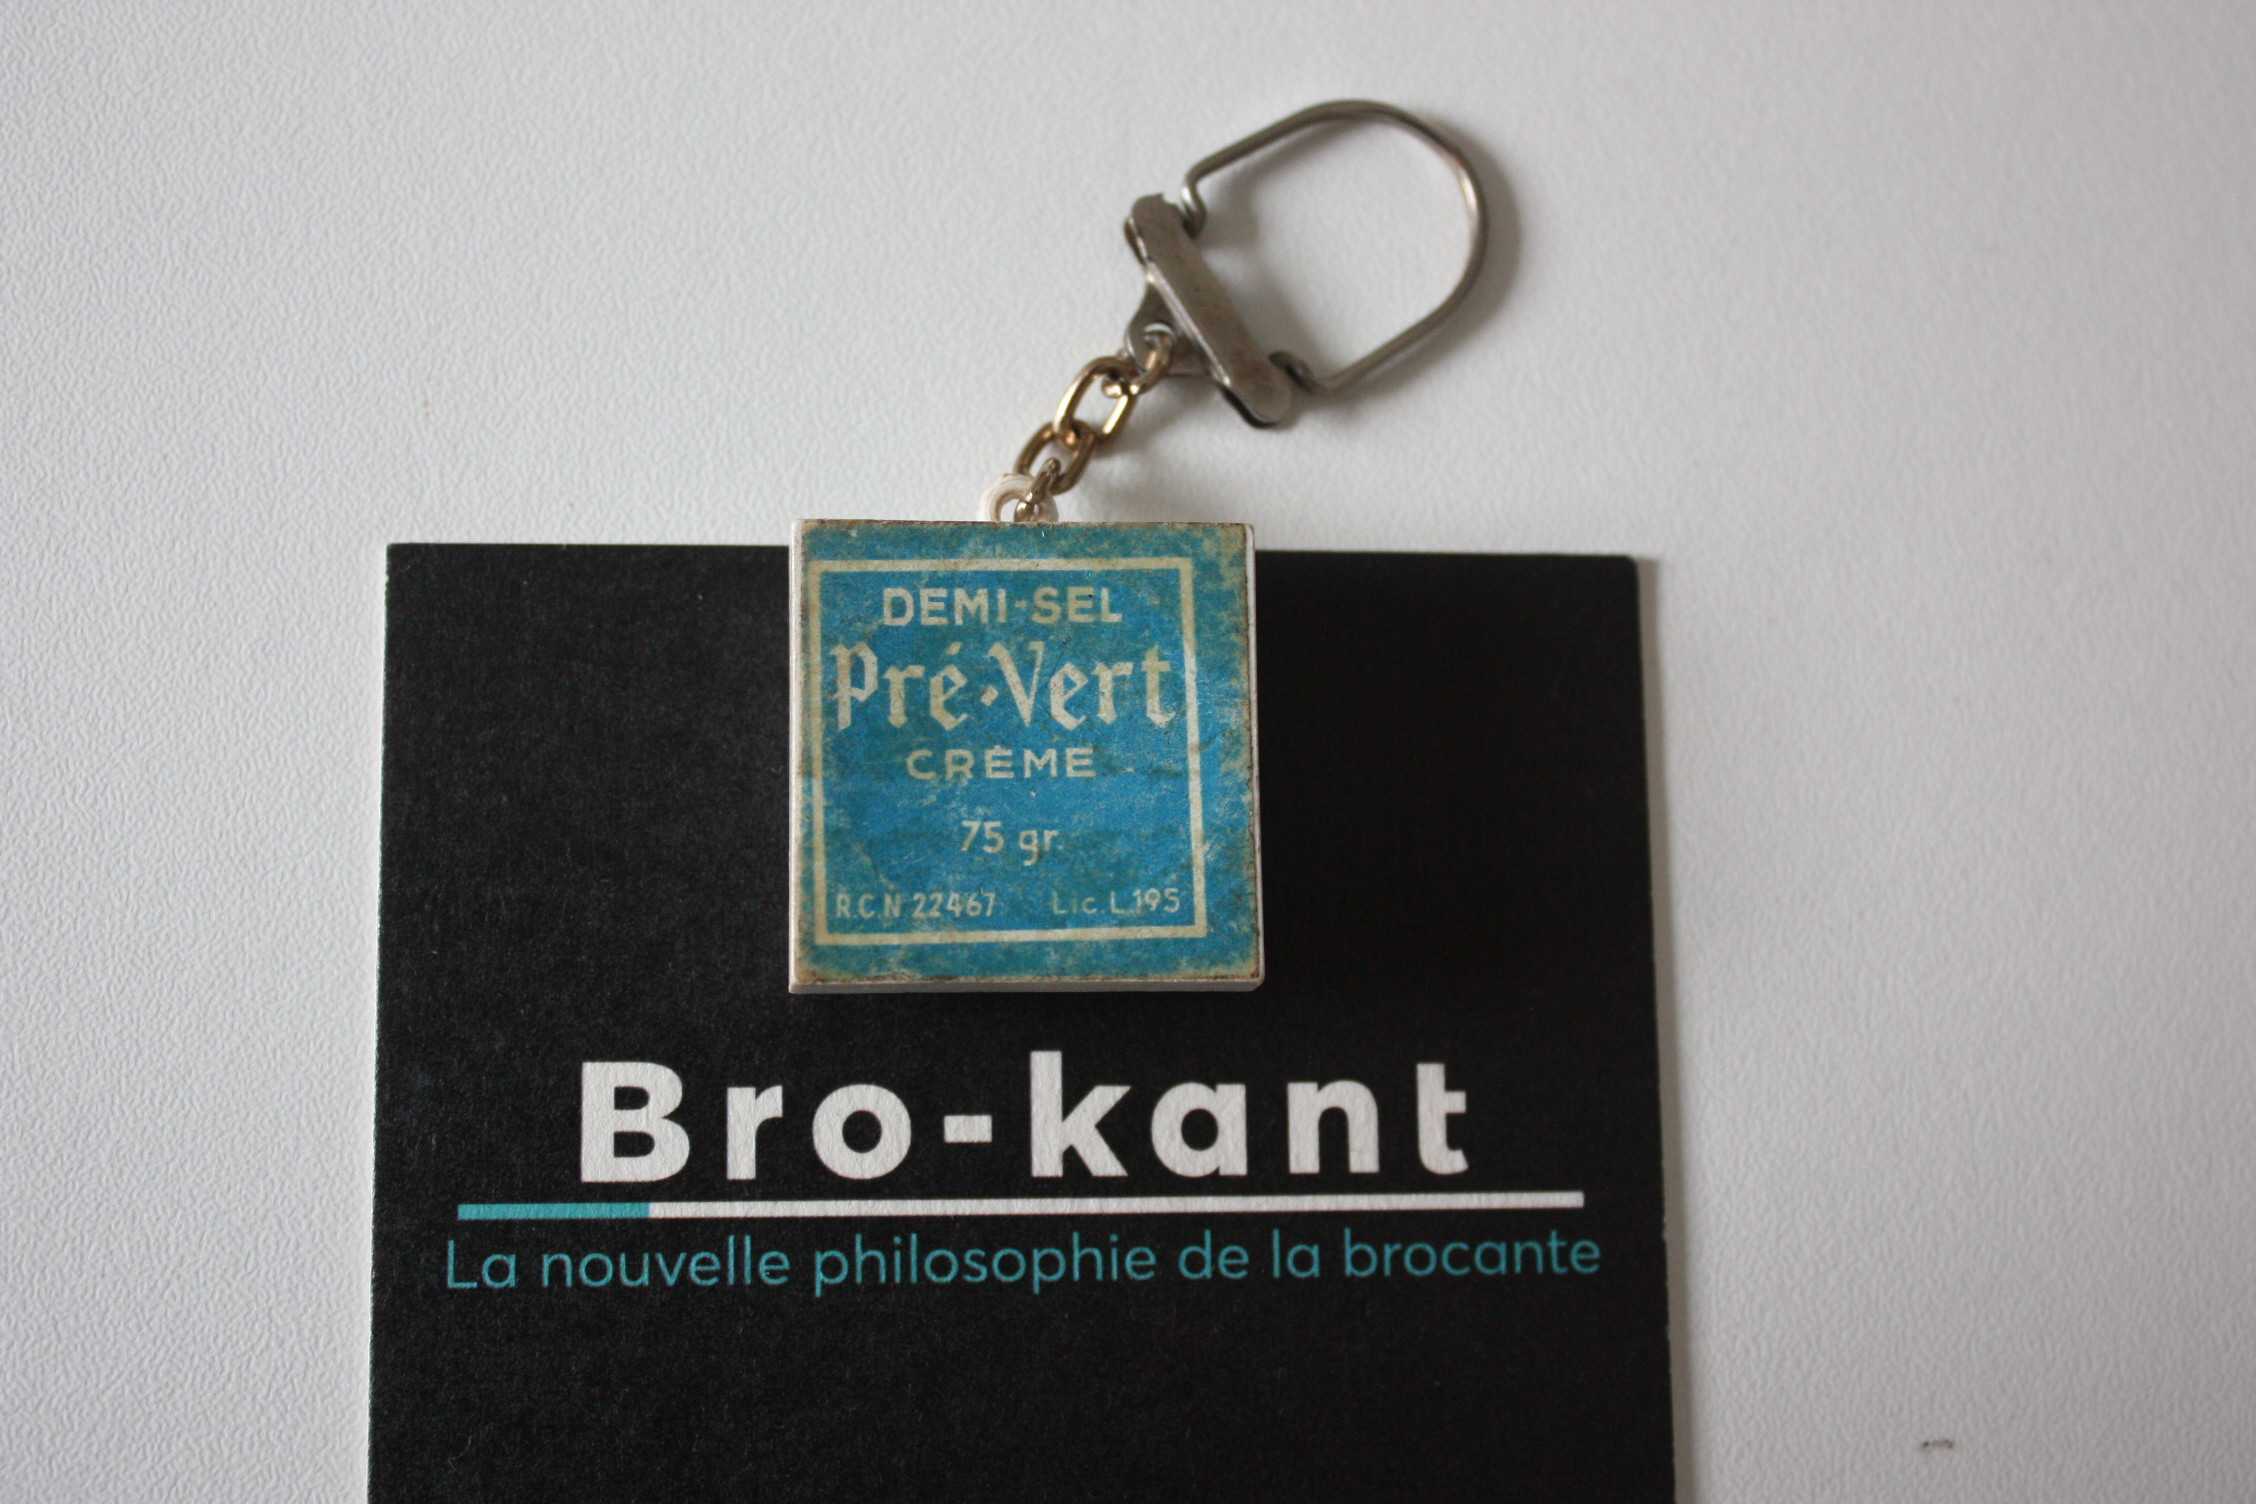 DEMI-SEL
Pré-Vert
CRÈME
75 gr.
R.C.N 22467 Lic. L.195
Bro-kant
La nouvelle philosophie de la brocante